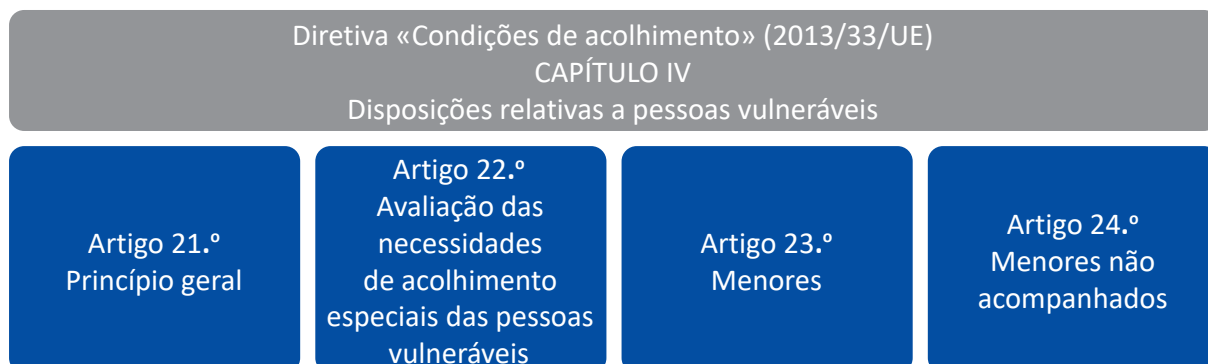 Diretiva «Condições de acolhimento» (2013/33/UE)
CAPÍTULO IV
Disposições relativas a pessoas vulneráveis
Artigo 21.º
Princípio geral
Artigo 22.º
Avaliação das
necessidades
de acolhimento
especiais das pessoas
vulneráveis
Artigo 23.º
Menores
Artigo 24.º
Menores não
acompanhados